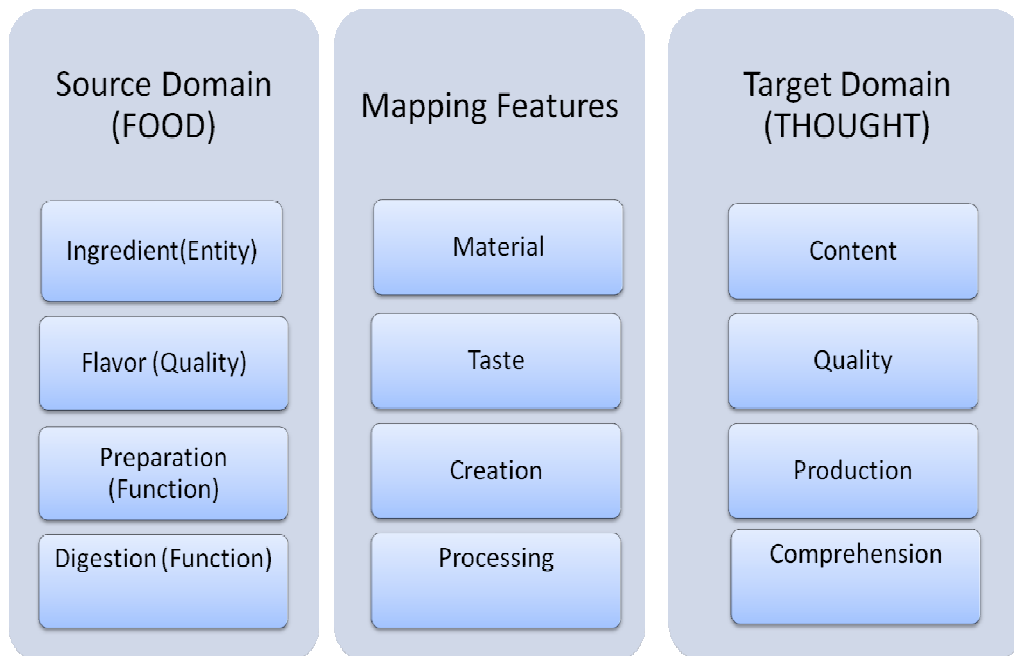 Source Domain
(FOOD)
Ingredient(Entity)
Flavor (Quality)
Preparation
(Function)
Digestion (Function)
Mapping Features
Material
Taste
Creation
Processing
Target Domain
(THOUGHT)
Content
Quality
Production
Comprehension